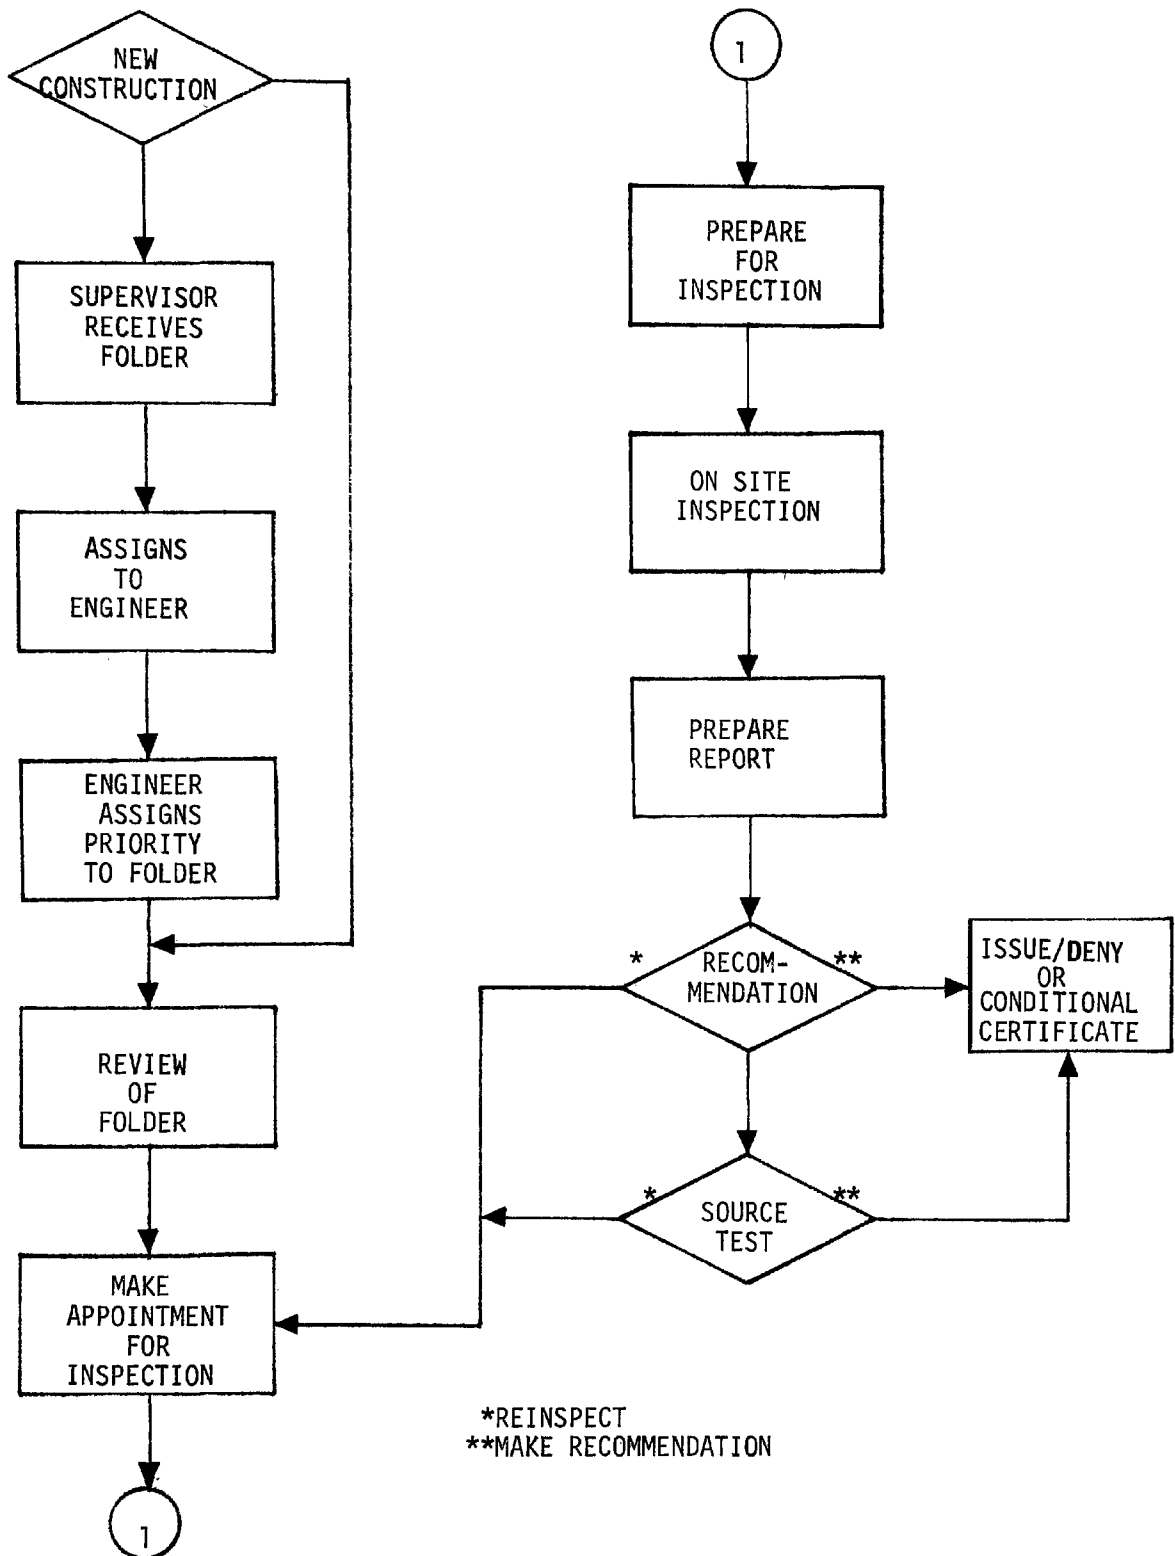 NEW
CONSTRUCTION
SUPERVISOR
RECEIVES
FOLDER
ASSIGNS
TO
ENGINEER
ENGINEER
ASSIGNS
PRIORITY
TO FOLDER
REVIEW
OF
FOLDER
MAKE
APPOINTMENT
FOR
INSPECTION
1
1
PREPARE
FOR
INSPECTION
ON SITE
INSPECTION
PREPARE
REPORT
* RECOM- **
MENDATION
ISSUE/DENY
OR
CONDITIONAL
CERTIFICATE
* **
SOURCE
TEST
*REINSPECT
**MAKE RECOMMENDATION